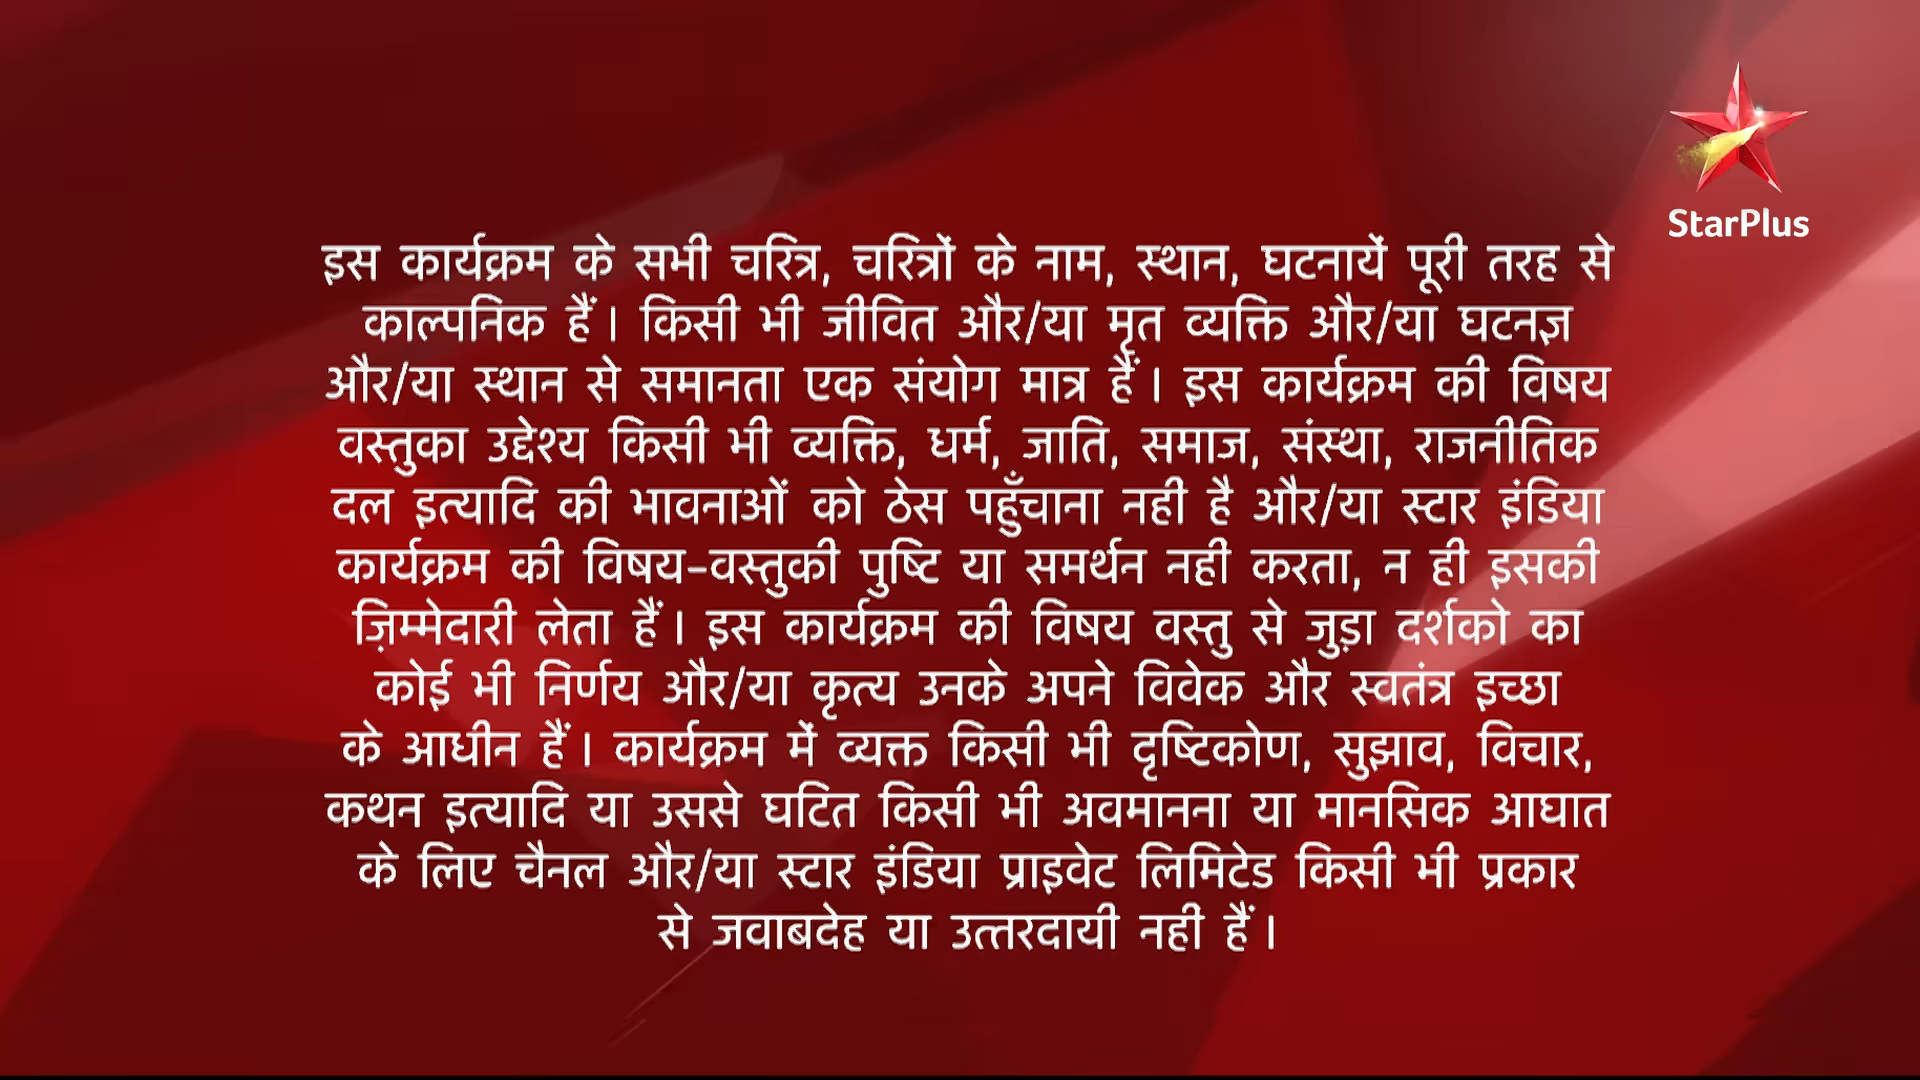 StarPlus
इस कार्यक्रम के सभी चरित्र, चरित्रों के नाम, स्थान, घटनायें पूरी तरह से
काल्पनिक हैं। किसी भी जीवित और/या मृत व्यक्ति और/या घटनज्ञ
और/या स्थान से समानता एक संयोग मात्र हैं। इस कार्यक्रम की विषय
वस्तुका उद्देश्य किसी भी व्यक्ति, धर्म, जाति, समाज, संस्था, राजनीतिक
दल इत्यादि की भावनाओं को ठेस पहुँचाना नही है और/या स्टार इंडिया
कार्यक्रम की विषय-वस्तुकी पुष्टि या समर्थन नही करता, न ही इसकी
ज़िम्मेदारी लेता हैं। इस कार्यक्रम की विषय वस्तु से जुड़ा दर्शको का
कोई भी निर्णय और/या कृत्य उनके अपने विवेक और स्वतंत्र इच्छा
के आधीन हैं। कार्यक्रम में व्यक्त किसी भी दृष्टिकोण, सुझाव, विचार,
कथन इत्यादि या उससे घटित किसी भी अवमानना या मानसिक आघात
के लिए चैनल और/या स्टार इंडिया प्राइवेट लिमिटेड किसी भी प्रकार
से जवाबदेह या उत्तरदायी नही हैं।